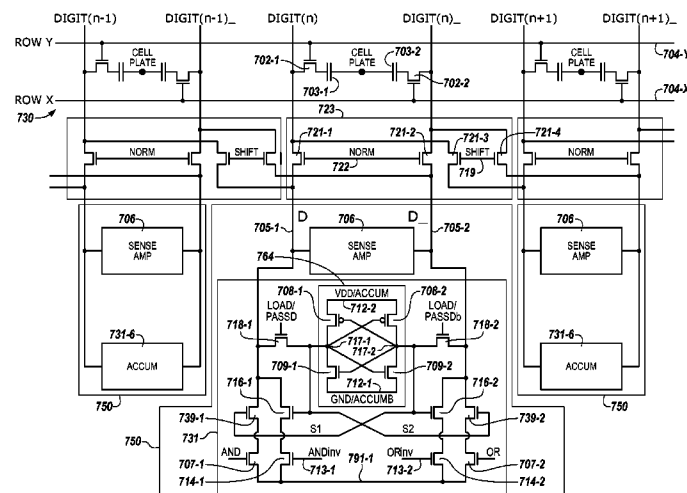 DIGIT(n-1) DIGIT(n-1)_ DIGIT(n) DIGIT(n)_ DIGIT(n+1) DIGIT(n+1)_
ROW Y 704-Y
702-1 703-2
CELL PLATE CELL PLATE CELL PLATE
703-1 702-2
ROW X 704-X
730 723
721-1 721-2 721-3 721-4
NORM SHIFT NORM SHIFT NORM
722 719
705-1 D D_ 705-2
706 706 706
SENSE AMP SENSE AMP SENSE AMP
764
708-1 VDD/ACCUM 708-2
712-2
LOAD/PASSD LOAD/PASSDb
718-1 717-1 717-2 718-2
731-6 731-6
ACCUM ACCUM
709-1 709-2
712-1
716-1 GND/ACCUMB 716-2
750 750
739-1 S1 S2 739-2
731
750
AND ANDinv 791-1 ORinv OR
707-1 713-1 713-2 707-2
714-1 714-2